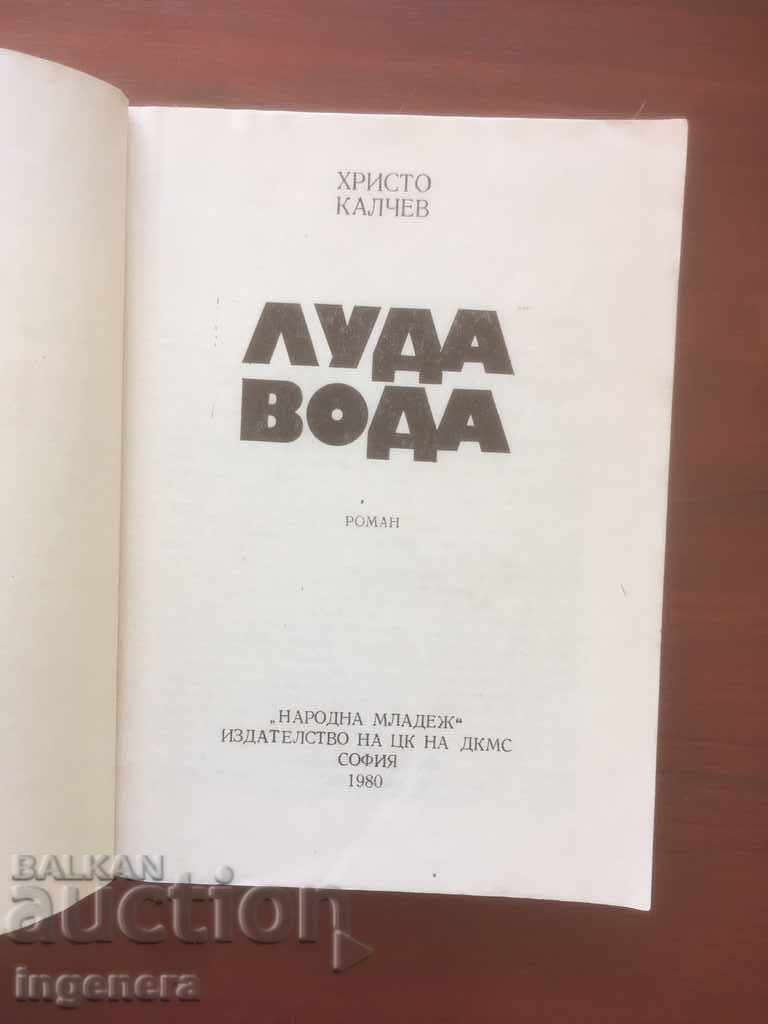 ХРИСТО
КАЛЧЕВ
ЛУДА
ВОДА
РОМАН
„НАРОДНА МЛАДЕЖ“
ИЗДАТЕЛСТВО НА ЦК НА ДКМС
СОФИЯ
1980
BALKAN
auction
ingenera